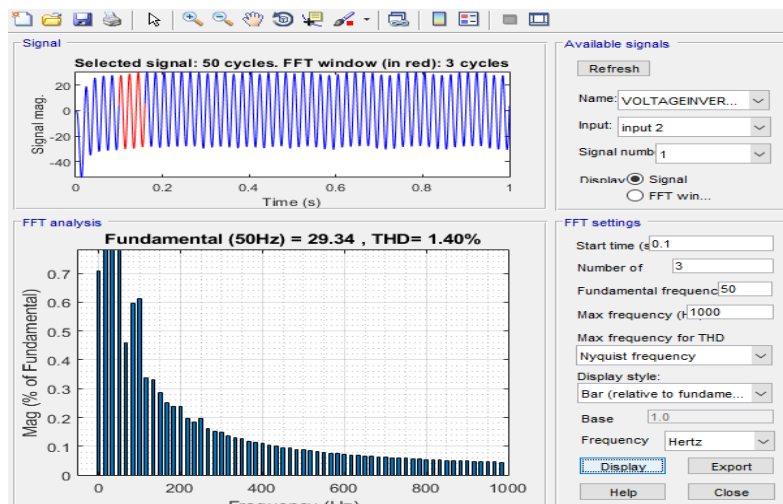 Signal
Selected signal: 50 cycles. FFT window (in red): 3 cycles
20
0
-20
-40
Signal mag.
0
0.2
0.4
0.6
0.8
1
Time (s)
Available signals
Refresh
Name: VOLTAGEINVER...
Input: input 2
Signal numb 1
Display Signal
FFT win...
FFT analysis
Fundamental (50Hz) = 29.34 , THD= 1.40%
0.7
0.6
0.5
0.4
0.3
0.2
0.1
0
Mag (% of Fundamental)
0
200
400
600
800
1000
Frequency (Hz)
FFT settings
Start time (s 0.1
Number of 3
Fundamental frequenc 50
Max frequency (H 1000
Max frequency for THD
Nyquist frequency
Display style:
Bar (relative to fundame...
Base 1.0
Frequency Hertz
Display Export
Help Close